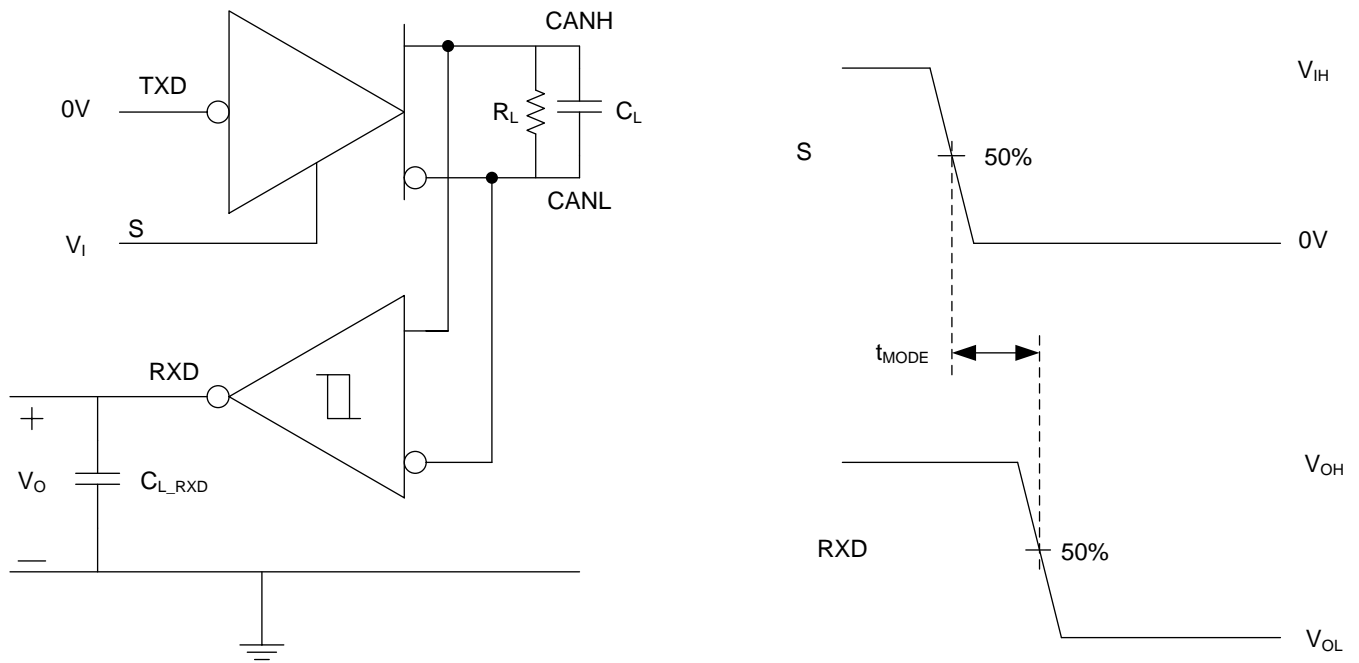 CANH
TXD
0V
R_L
C_L
CANL
S
V_I
RXD
+
V_O
C_L_RXD
—
V_IH
S
50%
0V
t_MODE
V_OH
RXD
50%
V_OL